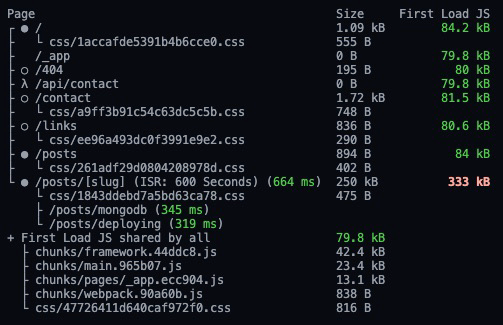 Page Size First Load JS
┌ ● / 1.09 kB 84.2 kB
├ └ css/1accafde5391b4b6cce0.css 555 B
├ /_app 0 B 79.8 kB
├ ○ /404 195 B 80 kB
├ λ /api/contact 0 B 79.8 kB
├ ○ /contact 1.72 kB 81.5 kB
├ └ css/a9ff3b91c54c63dc5c5b.css 748 B
├ ○ /links 836 B 80.6 kB
├ └ css/ee96a493dc0f3991e9e2.css 290 B
├ ● /posts 894 B 84 kB
├ └ css/261adf29d0804208978d.css 402 B
└ ● /posts/[slug] (ISR: 600 Seconds) (664 ms) 250 kB 333 kB
└ css/1843ddebd7a5bd63ca78.css 475 B
├ /posts/mongodb (345 ms)
└ /posts/deploying (319 ms)
+ First Load JS shared by all 79.8 kB
├ chunks/framework.44ddc8.js 42.4 kB
├ chunks/main.965b07.js 23.4 kB
├ chunks/pages/_app.ecc904.js 13.1 kB
├ chunks/webpack.90a60b.js 838 B
└ css/47726411d640caf972f0.css 816 B